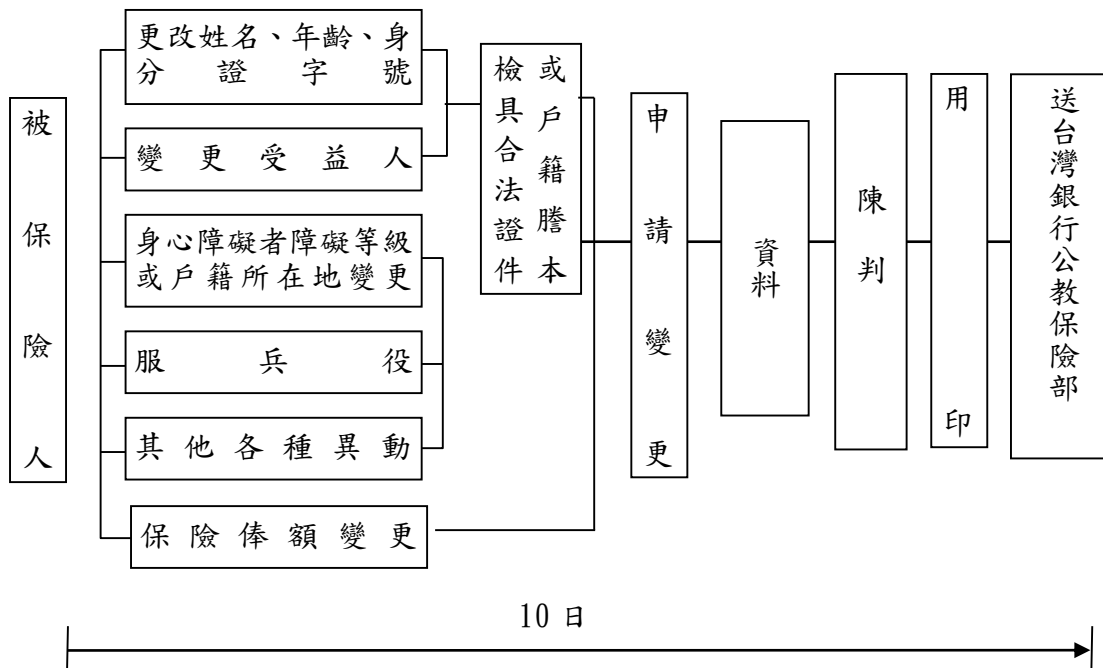 被保險人
更改姓名、年齡、身
分證字號
變更受益人
身心障礙者障礙等級
或戶籍所在地變更
服兵役
其他各種異動
保險俸額變更
檢具合法證件
或戶籍謄本
申請變更
資料
陳判
用印
送台灣銀行公教保險部
10 日